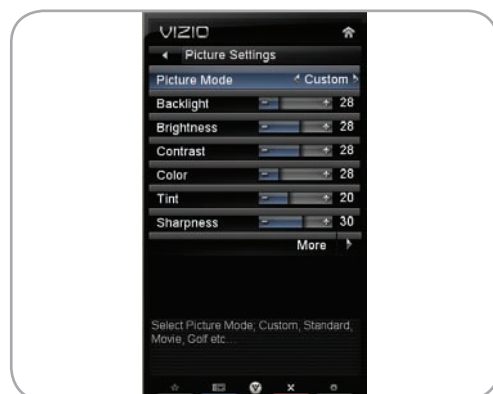 VIZIO
Picture Settings
Picture Mode Custom
Backlight 28
Brightness 28
Contrast 28
Color 28
Tint 20
Sharpness 30
More
Select Picture Mode, Custom, Standard,
Movie, Golf etc...